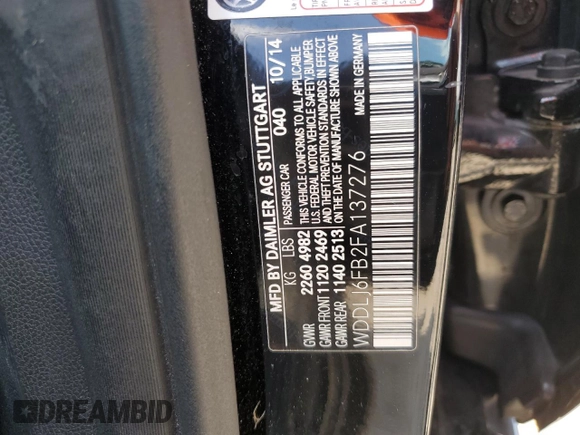 MFD BY DAIMLER AG STUTTGART
040 10/14
KG LBS PASSENGER CAR
GVWR 2260 4982 THIS VEHICLE CONFORMS TO ALL APPLICABLE
GAWR FRONT 1120 2469 U.S. FEDERAL MOTOR VEHICLE SAFETY, BUMPER
GAWR REAR 1140 2513 AND THEFT PREVENTION STANDARDS IN EFFECT
ON THE DATE OF MANUFACTURE SHOWN ABOVE
WDDLJ6FB2FA137276 MADE IN GERMANY
DREAMBID